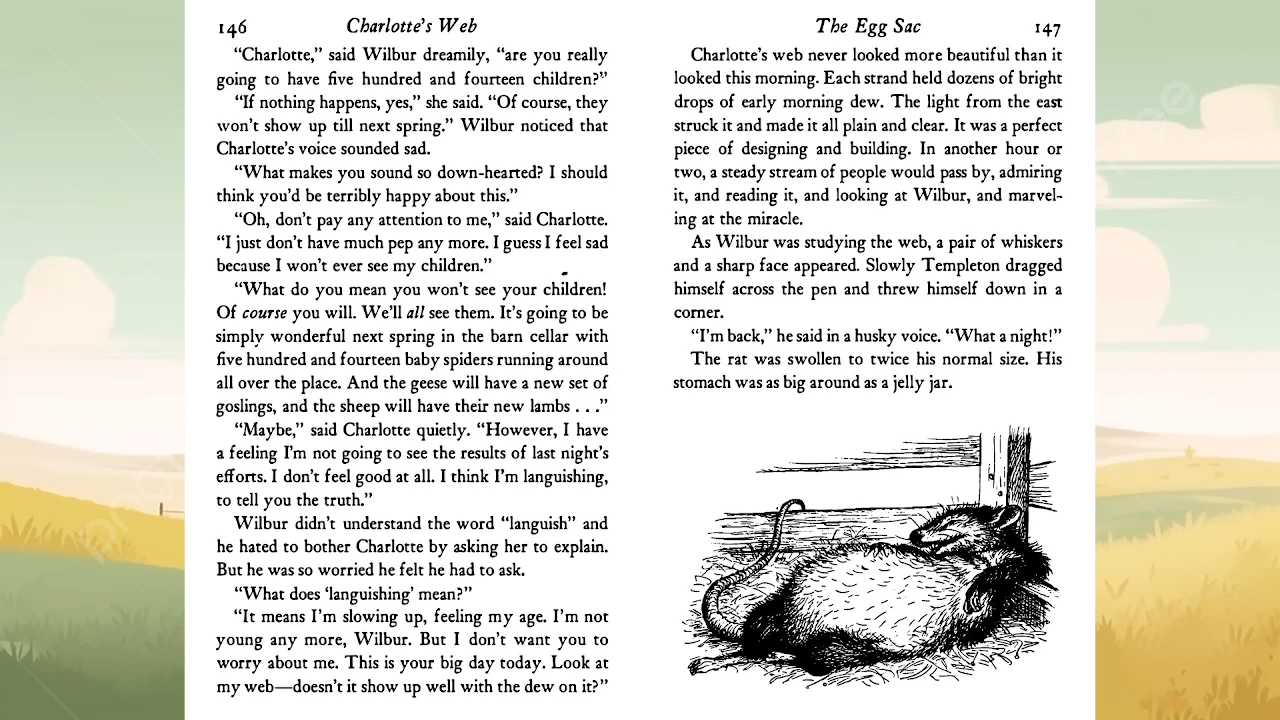 146 Charlotte's Web
“Charlotte,” said Wilbur dreamily, “are you really
going to have five hundred and fourteen children?”
“If nothing happens, yes,” she said. “Of course, they
won't show up till next spring.” Wilbur noticed that
Charlotte's voice sounded sad.
“What makes you sound so down-hearted? I should
think you'd be terribly happy about this.”
“Oh, don't pay any attention to me,” said Charlotte.
“I just don't have much pep any more. I guess I feel sad
because I won't ever see my children.”
“What do you mean you won't see your children!
Of course you will. We'll all see them. It's going to be
simply wonderful next spring in the barn cellar with
five hundred and fourteen baby spiders running around
all over the place. And the geese will have a new set of
goslings, and the sheep will have their new lambs . . .”
“Maybe,” said Charlotte quietly. “However, I have
a feeling I'm not going to see the results of last night's
efforts. I don't feel good at all. I think I'm languishing,
to tell you the truth.”
Wilbur didn't understand the word “languish” and
he hated to bother Charlotte by asking her to explain.
But he was so worried he felt he had to ask.
“What does ‘languishing’ mean?”
“It means I'm slowing up, feeling my age. I'm not
young any more, Wilbur. But I don't want you to
worry about me. This is your big day today. Look at
my web—doesn't it show up well with the dew on it?”
The Egg Sac 147
Charlotte's web never looked more beautiful than it
looked this morning. Each strand held dozens of bright
drops of early morning dew. The light from the east
struck it and made it all plain and clear. It was a perfect
piece of designing and building. In another hour or
two, a steady stream of people would pass by, admiring
it, and reading it, and looking at Wilbur, and marvel-
ing at the miracle.
As Wilbur was studying the web, a pair of whiskers
and a sharp face appeared. Slowly Templeton dragged
himself across the pen and threw himself down in a
corner.
“I'm back,” he said in a husky voice. “What a night!”
The rat was swollen to twice his normal size. His
stomach was as big around as a jelly jar.